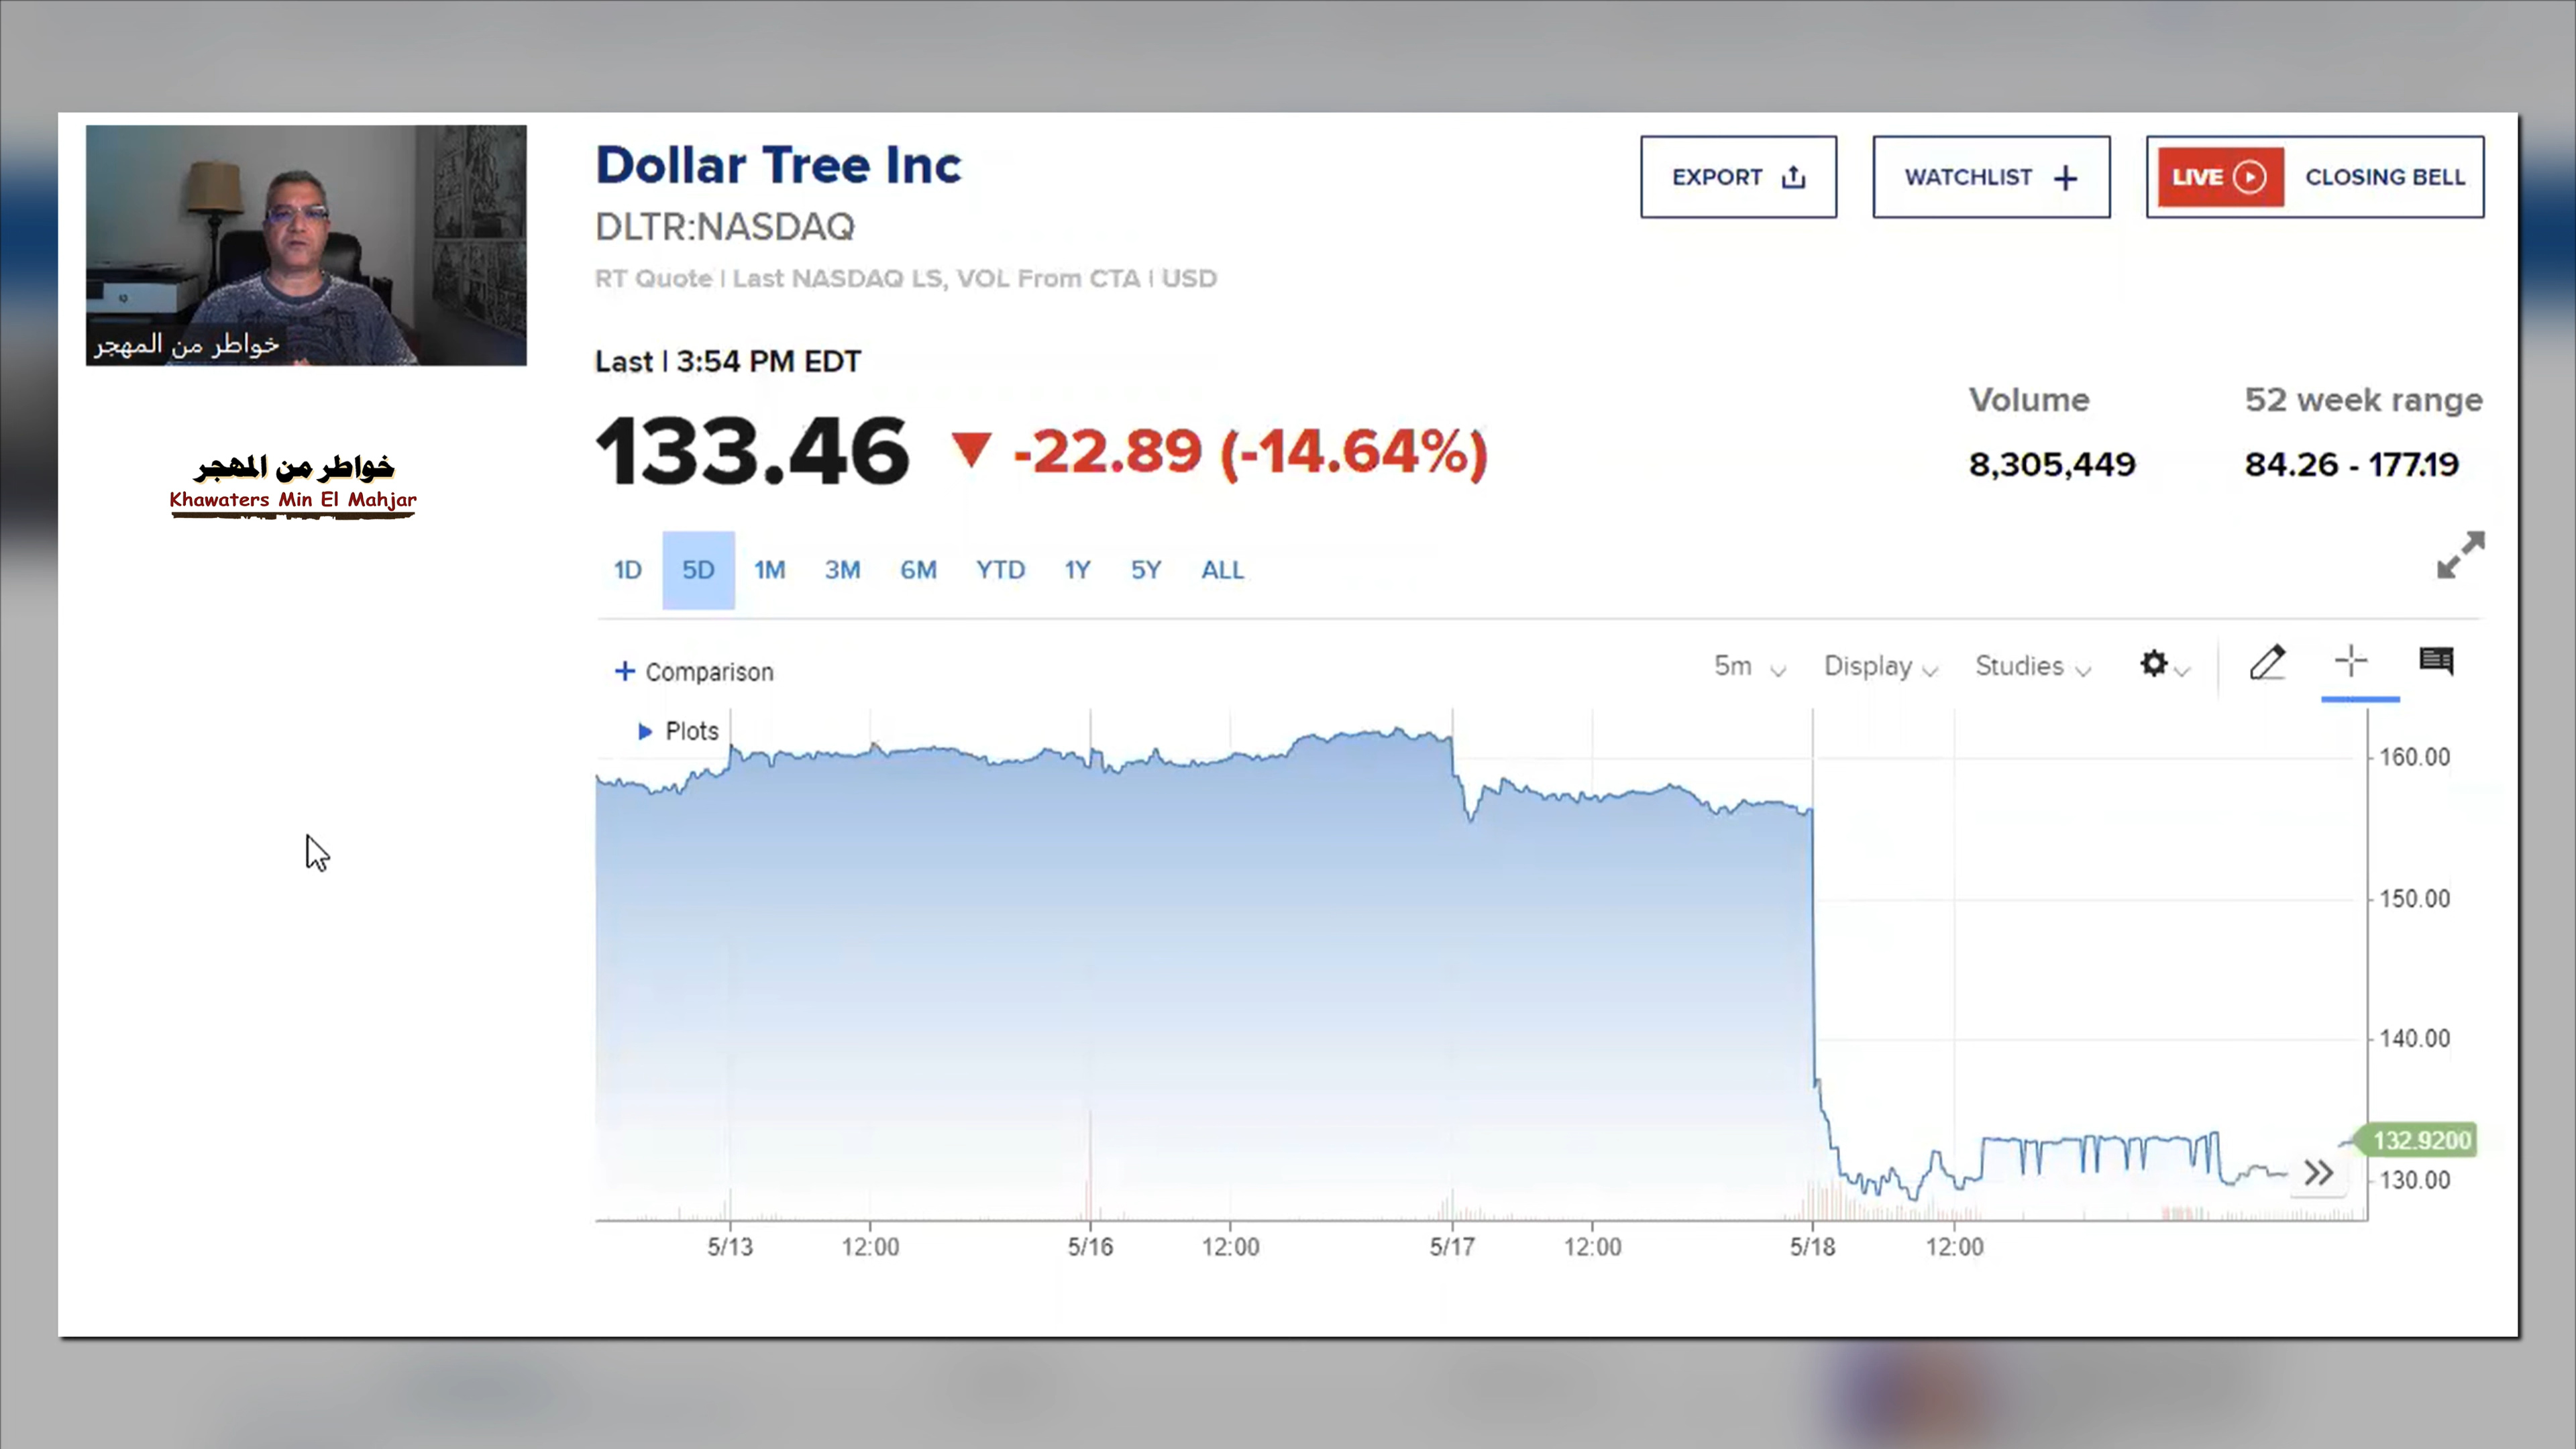 خواطر من المهجر
خواطر من المهجر
Khawaters Min El Mahjar
Dollar Tree Inc
DLTR:NASDAQ
RT Quote | Last NASDAQ LS, VOL From CTA | USD
EXPORT
WATCHLIST +
LIVE CLOSING BELL
Last | 3:54 PM EDT
133.46 ▼ -22.89 (-14.64%)
Volume
8,305,449
52 week range
84.26 - 177.19
1D 5D 1M 3M 6M YTD 1Y 5Y ALL
+ Comparison
5m Display Studies
Plots
160.00
150.00
140.00
132.9200
130.00
5/13 12:00 5/16 12:00 5/17 12:00 5/18 12:00